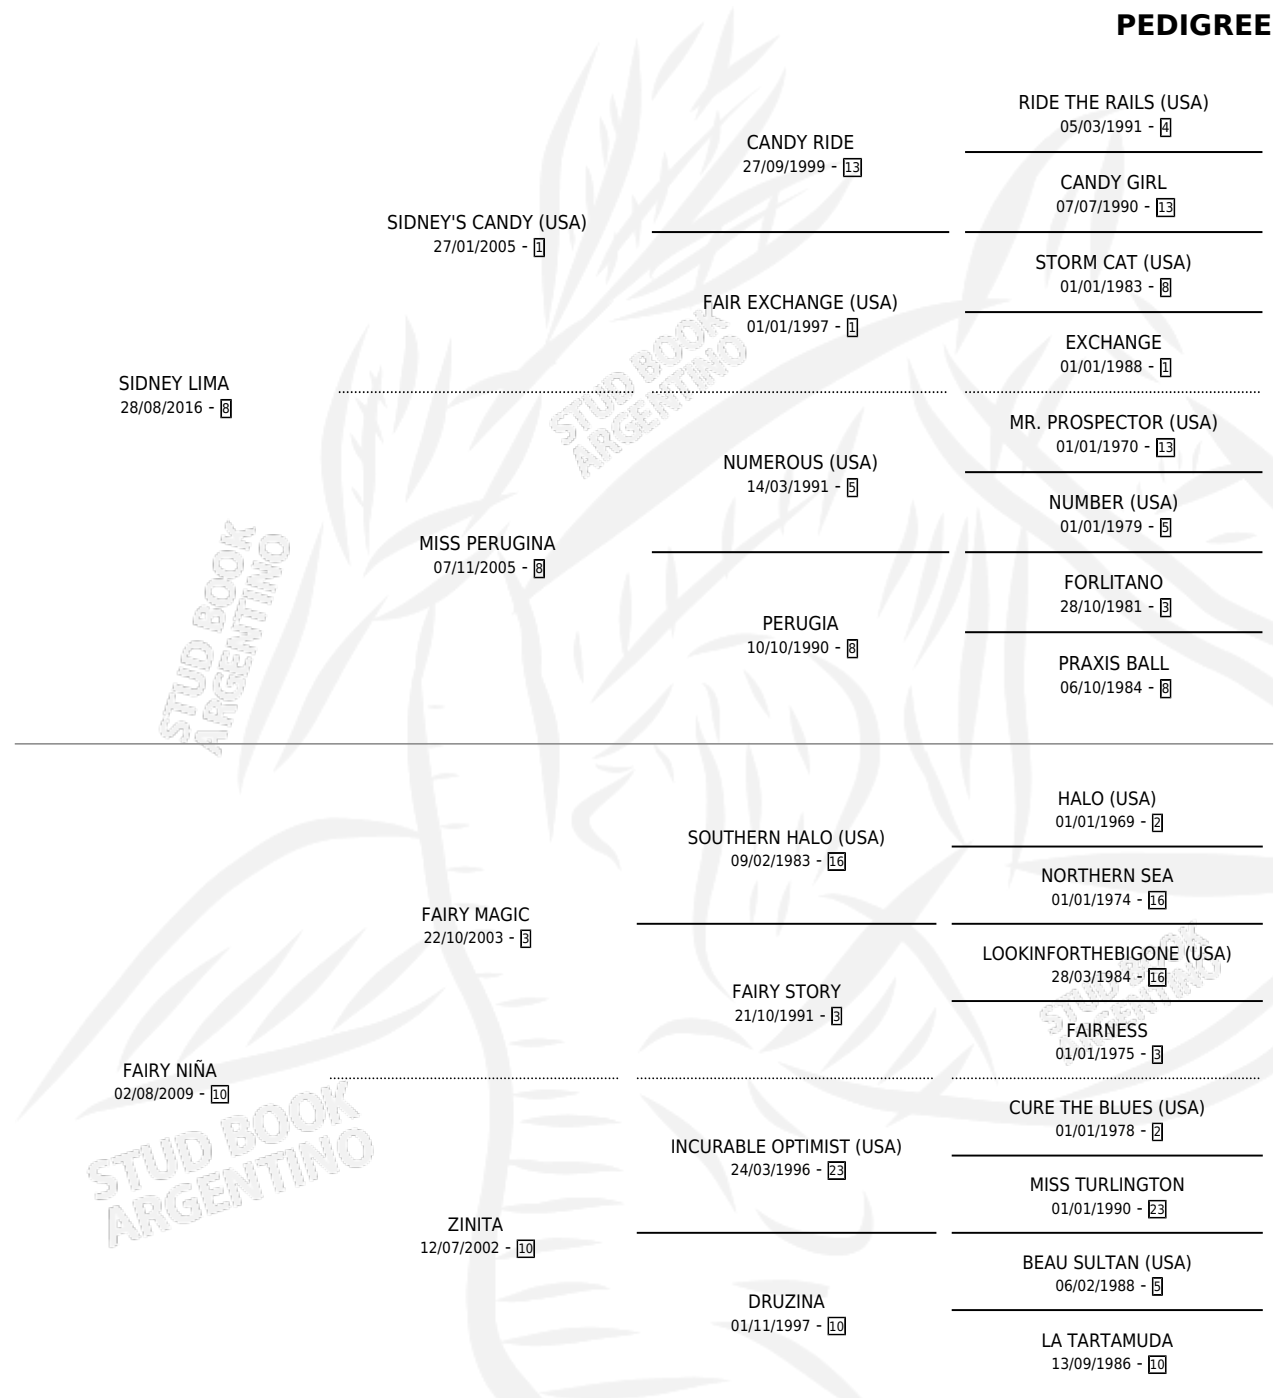 PEDIGREE
RIDE THE RAILS (USA)
05/03/1991 - 4
CANDY RIDE
27/09/1999 - 13
CANDY GIRL
07/07/1990 - 13
SIDNEY'S CANDY (USA)
27/01/2005 - 1
STORM CAT (USA)
01/01/1983 - 8
FAIR EXCHANGE (USA)
01/01/1997 - 1
EXCHANGE
01/01/1988 - 1
SIDNEY LIMA
28/08/2016 - 8
MR. PROSPECTOR (USA)
01/01/1970 - 13
NUMEROUS (USA)
14/03/1991 - 5
NUMBER (USA)
01/01/1979 - 5
MISS PERUGINA
07/11/2005 - 8
FORLITANO
28/10/1981 - 3
PERUGIA
10/10/1990 - 8
PRAXIS BALL
06/10/1984 - 8
HALO (USA)
01/01/1969 - 2
SOUTHERN HALO (USA)
09/02/1983 - 16
NORTHERN SEA
01/01/1974 - 16
FAIRY MAGIC
22/10/2003 - 3
LOOKINFORTHEBIGONE (USA)
28/03/1984 - 16
FAIRY STORY
21/10/1991 - 3
FAIRNESS
01/01/1975 - 3
FAIRY NIÑA
02/08/2009 - 10
CURE THE BLUES (USA)
01/01/1978 - 2
INCURABLE OPTIMIST (USA)
24/03/1996 - 23
MISS TURLINGTON
01/01/1990 - 23
ZINITA
12/07/2002 - 10
BEAU SULTAN (USA)
06/02/1988 - 5
DRUZINA
01/11/1997 - 10
LA TARTAMUDA
13/09/1986 - 10
STUD BOOK
ARGENTINO
STUD BOOK
ARGENTINO
STUD BOOK
ARGENTINO
STUD BOOK
ARGENTINO